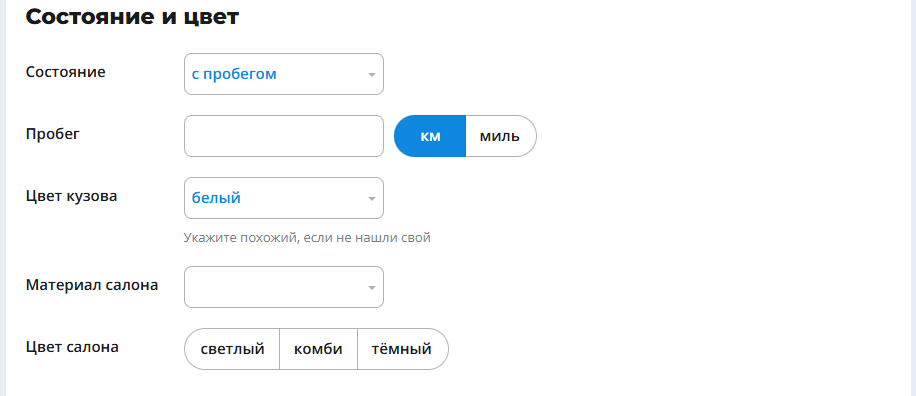 Состояние и цвет
Состояние с пробегом
Пробег км миль
Цвет кузова белый
Укажите похожий, если не нашли свой
Материал салона
Цвет салона светлый комби тёмный